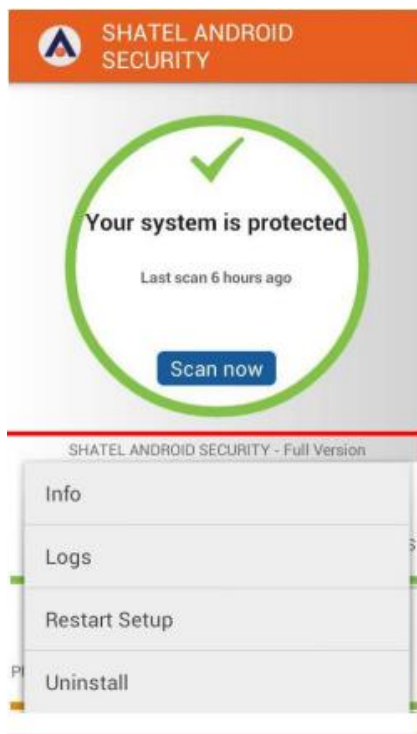 SHATEL ANDROID
SECURITY
Your system is protected
Last scan 6 hours ago
Scan now
SHATEL ANDROID SECURITY - Full Version
Info
Logs
Restart Setup
Uninstall